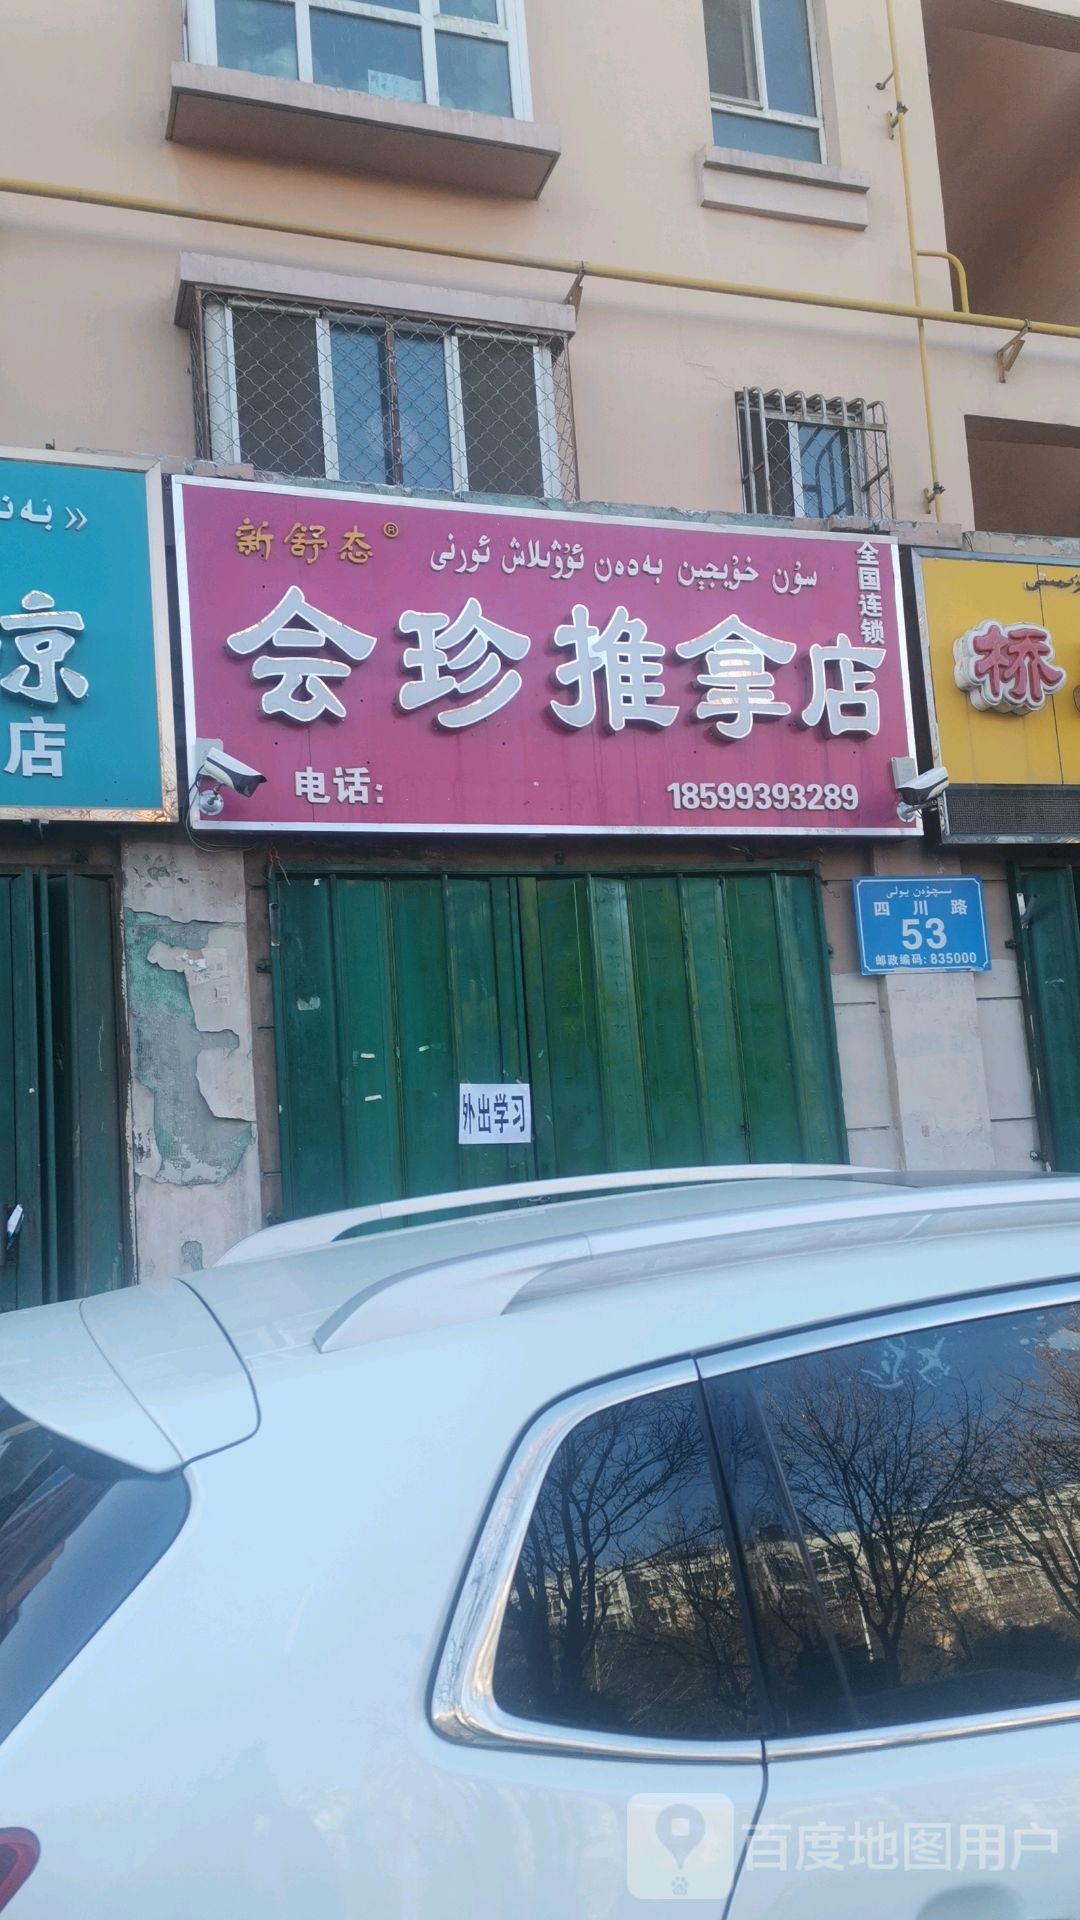 新舒态®
سۇن خۇيجېن بەدەن ئۇۋۇلاش ئورنى
全国连锁
会珍推拿店
电话:
18599393289
凉
店
桥
سىچۈەن يولى
四川路
53
邮政编码: 835000
外出学习
百度地图用户